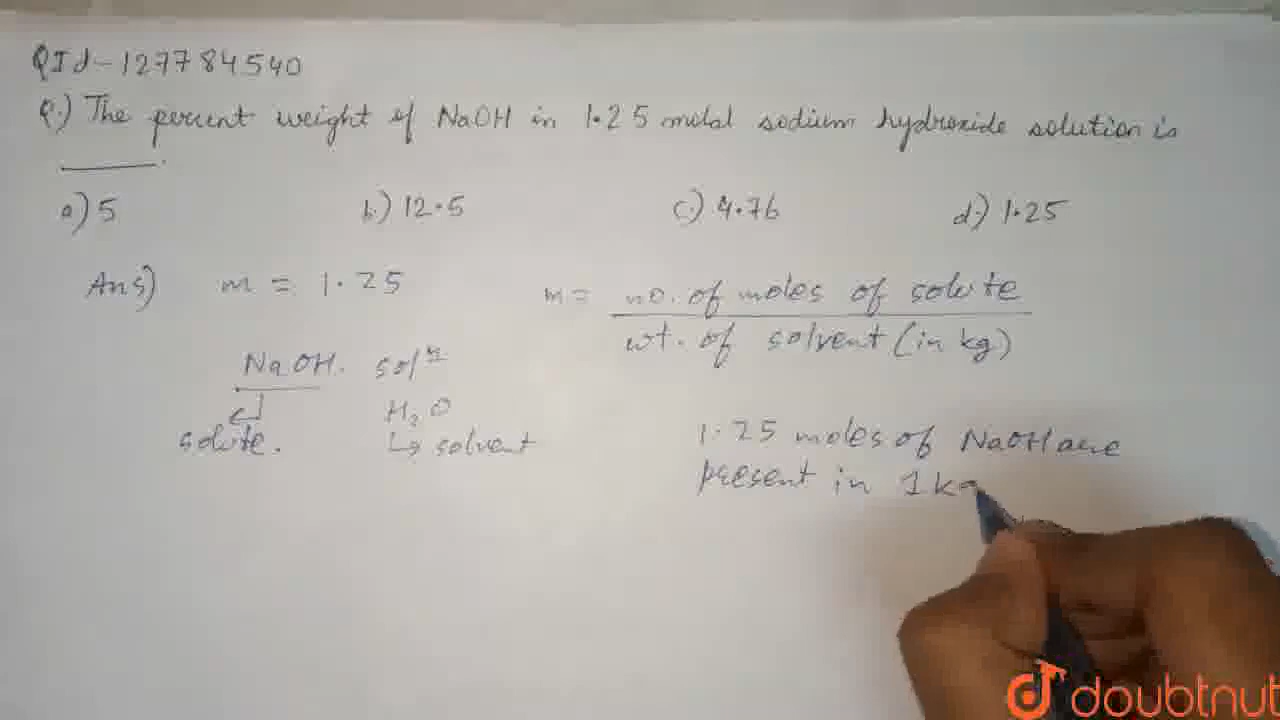 QId-127784540
Q.) The percent weight of NaOH in 1.25 molal sodium hydroxide solution is
______.
a.) 5 b.) 12.5 c.) 4.76 d.) 1.25
Ans) m = 1.25 m = no. of moles of solute
wt. of solvent (in kg)
NaOH. solⁿ
↵ H₂O
solute. ↳ solvent
1.25 moles of NaOH are
present in 1 kg
doubtnut